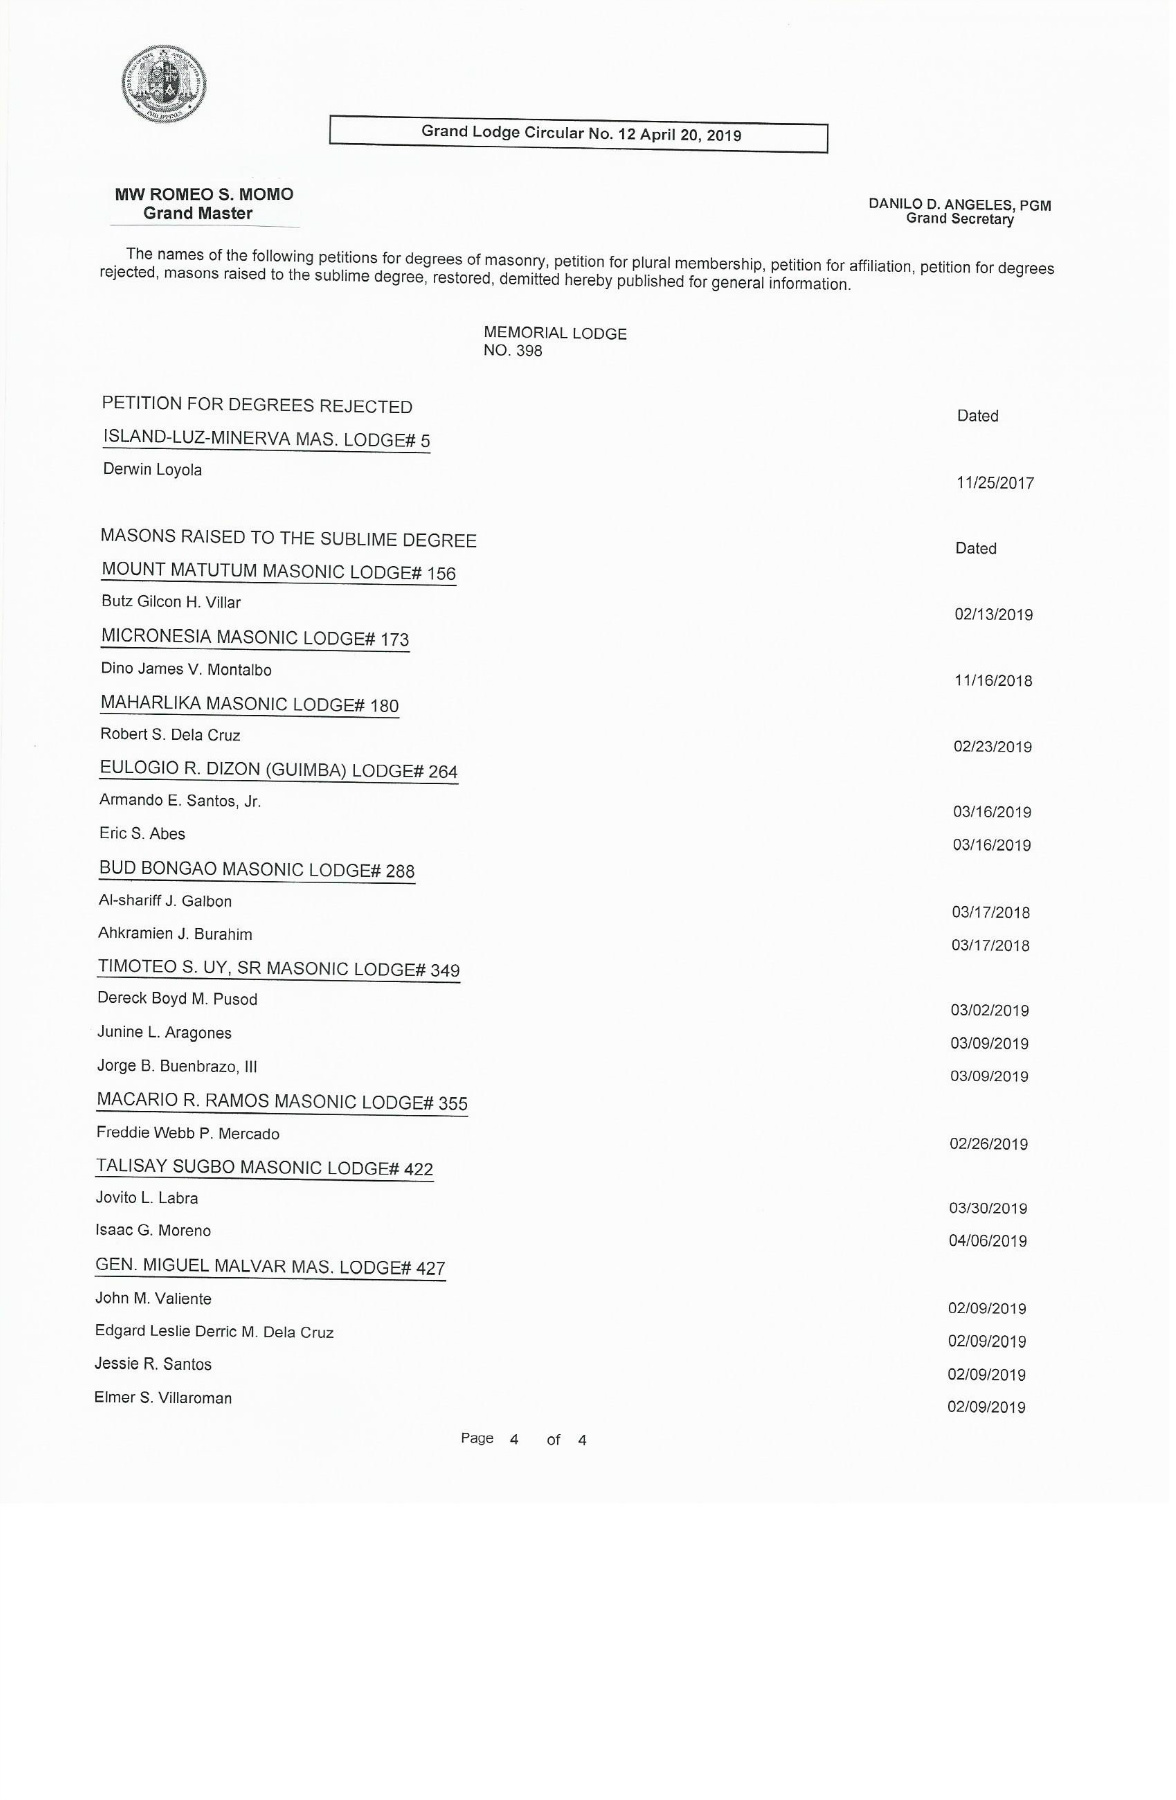 PHILIPPINES
Grand Lodge Circular No. 12 April 20, 2019
MW ROMEO S. MOMO
Grand Master
DANILO D. ANGELES, PGM
Grand Secretary
The names of the following petitions for degrees of masonry, petition for plural membership, petition for affiliation, petition for degrees
rejected, masons raised to the sublime degree, restored, demitted hereby published for general information.
MEMORIAL LODGE
NO. 398
PETITION FOR DEGREES REJECTED Dated
ISLAND-LUZ-MINERVA MAS. LODGE# 5
Derwin Loyola 11/25/2017
MASONS RAISED TO THE SUBLIME DEGREE Dated
MOUNT MATUTUM MASONIC LODGE# 156
Butz Gilcon H. Villar 02/13/2019
MICRONESIA MASONIC LODGE# 173
Dino James V. Montalbo 11/16/2018
MAHARLIKA MASONIC LODGE# 180
Robert S. Dela Cruz 02/23/2019
EULOGIO R. DIZON (GUIMBA) LODGE# 264
Armando E. Santos, Jr. 03/16/2019
Eric S. Abes 03/16/2019
BUD BONGAO MASONIC LODGE# 288
Al-shariff J. Galbon 03/17/2018
Ahkramien J. Burahim 03/17/2018
TIMOTEO S. UY, SR MASONIC LODGE# 349
Dereck Boyd M. Pusod 03/02/2019
Junine L. Aragones 03/09/2019
Jorge B. Buenbrazo, III 03/09/2019
MACARIO R. RAMOS MASONIC LODGE# 355
Freddie Webb P. Mercado 02/26/2019
TALISAY SUGBO MASONIC LODGE# 422
Jovito L. Labra 03/30/2019
Isaac G. Moreno 04/06/2019
GEN. MIGUEL MALVAR MAS. LODGE# 427
John M. Valiente 02/09/2019
Edgard Leslie Derric M. Dela Cruz 02/09/2019
Jessie R. Santos 02/09/2019
Elmer S. Villaroman 02/09/2019
Page 4 of 4